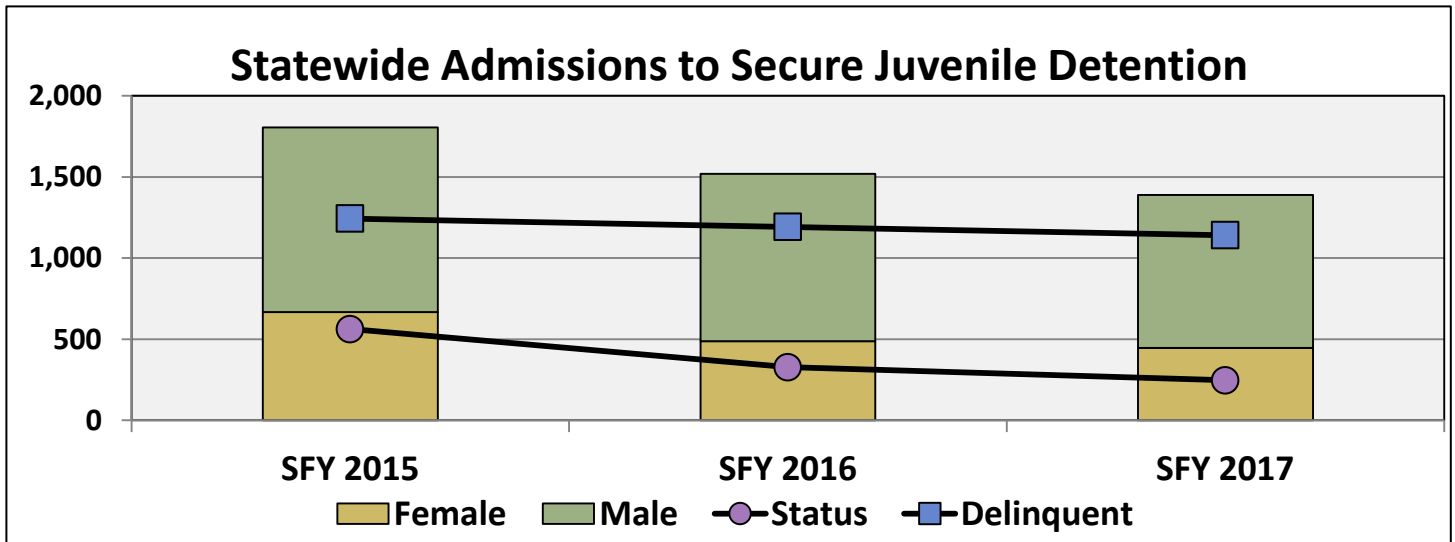 Statewide Admissions to Secure Juvenile Detention
2,000
1,500
1,000
500
0
SFY 2015 SFY 2016 SFY 2017
Female Male Status Delinquent